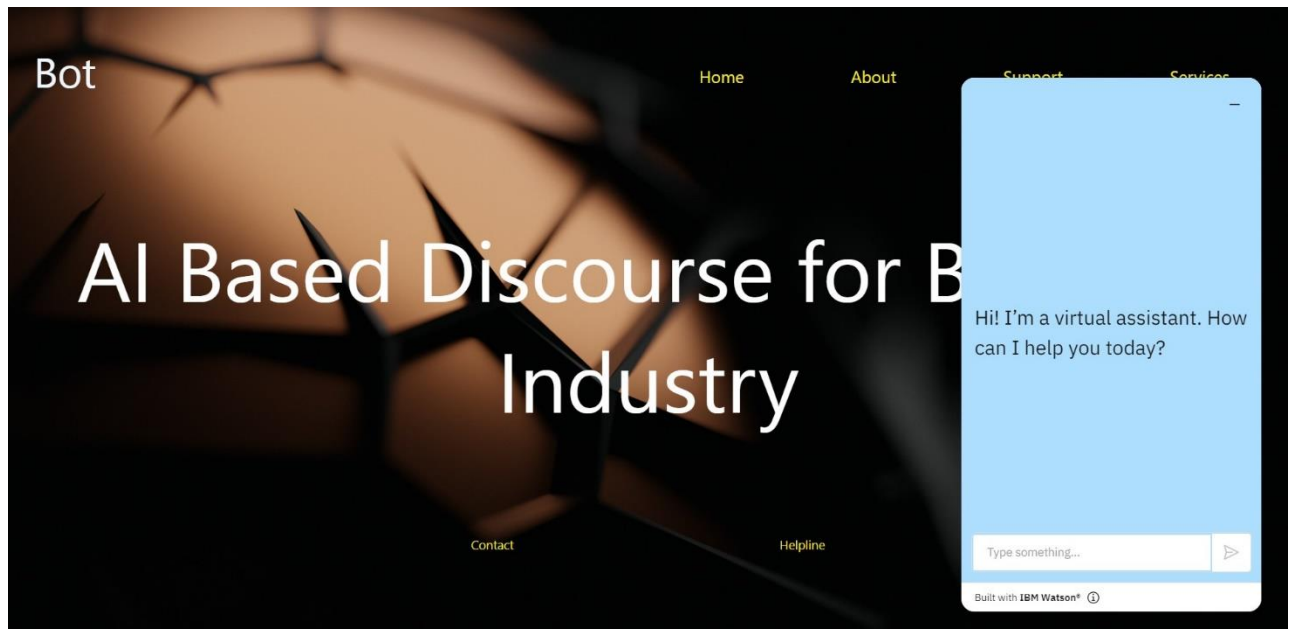 Bot
Home About Support Services
AI Based Discourse for B
Industry
Contact Helpline
Hi! I'm a virtual assistant. How
can I help you today?
Type something...
Built with IBM Watson®